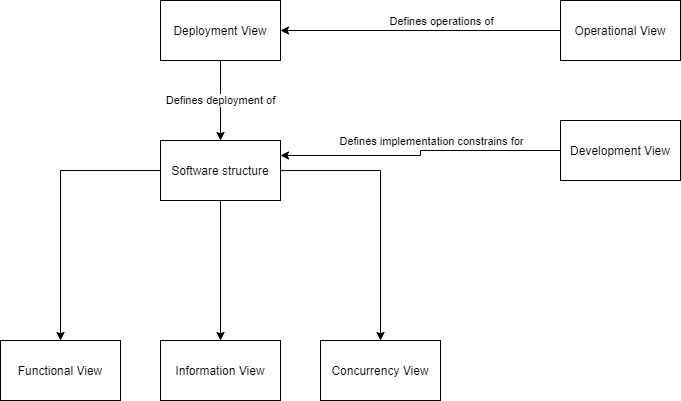 Deployment View
Defines operations of
Operational View
Defines deployment of
Defines implementation constrains for
Development View
Software structure
Functional View
Information View
Concurrency View